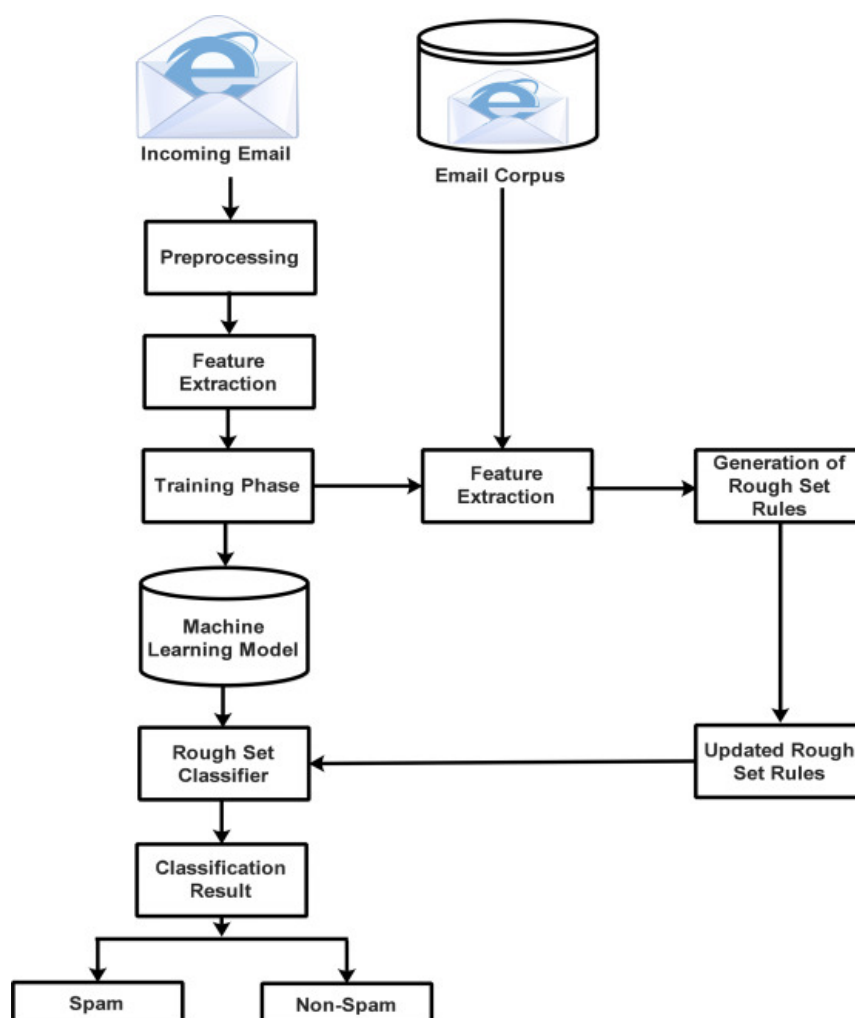 Incoming Email
Email Corpus
Preprocessing
Feature
Extraction
Training Phase
Feature
Extraction
Generation of
Rough Set
Rules
Machine
Learning Model
Rough Set
Classifier
Updated Rough
Set Rules
Classification
Result
Spam
Non-Spam